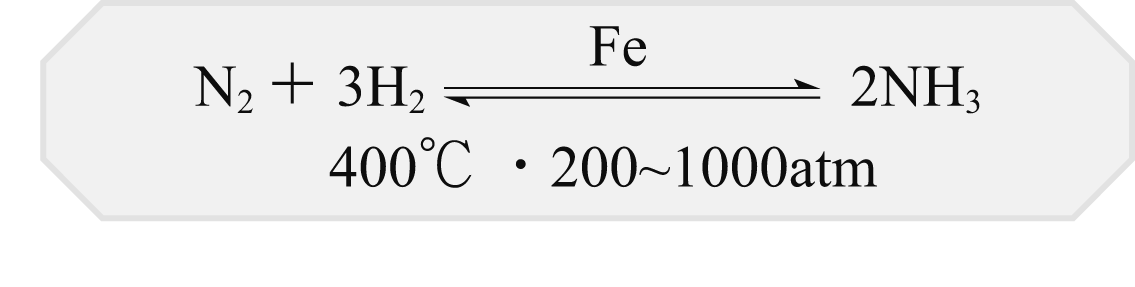 Fe
N₂ + 3H₂ ⇌ 2NH₃
400℃ ・200~1000atm